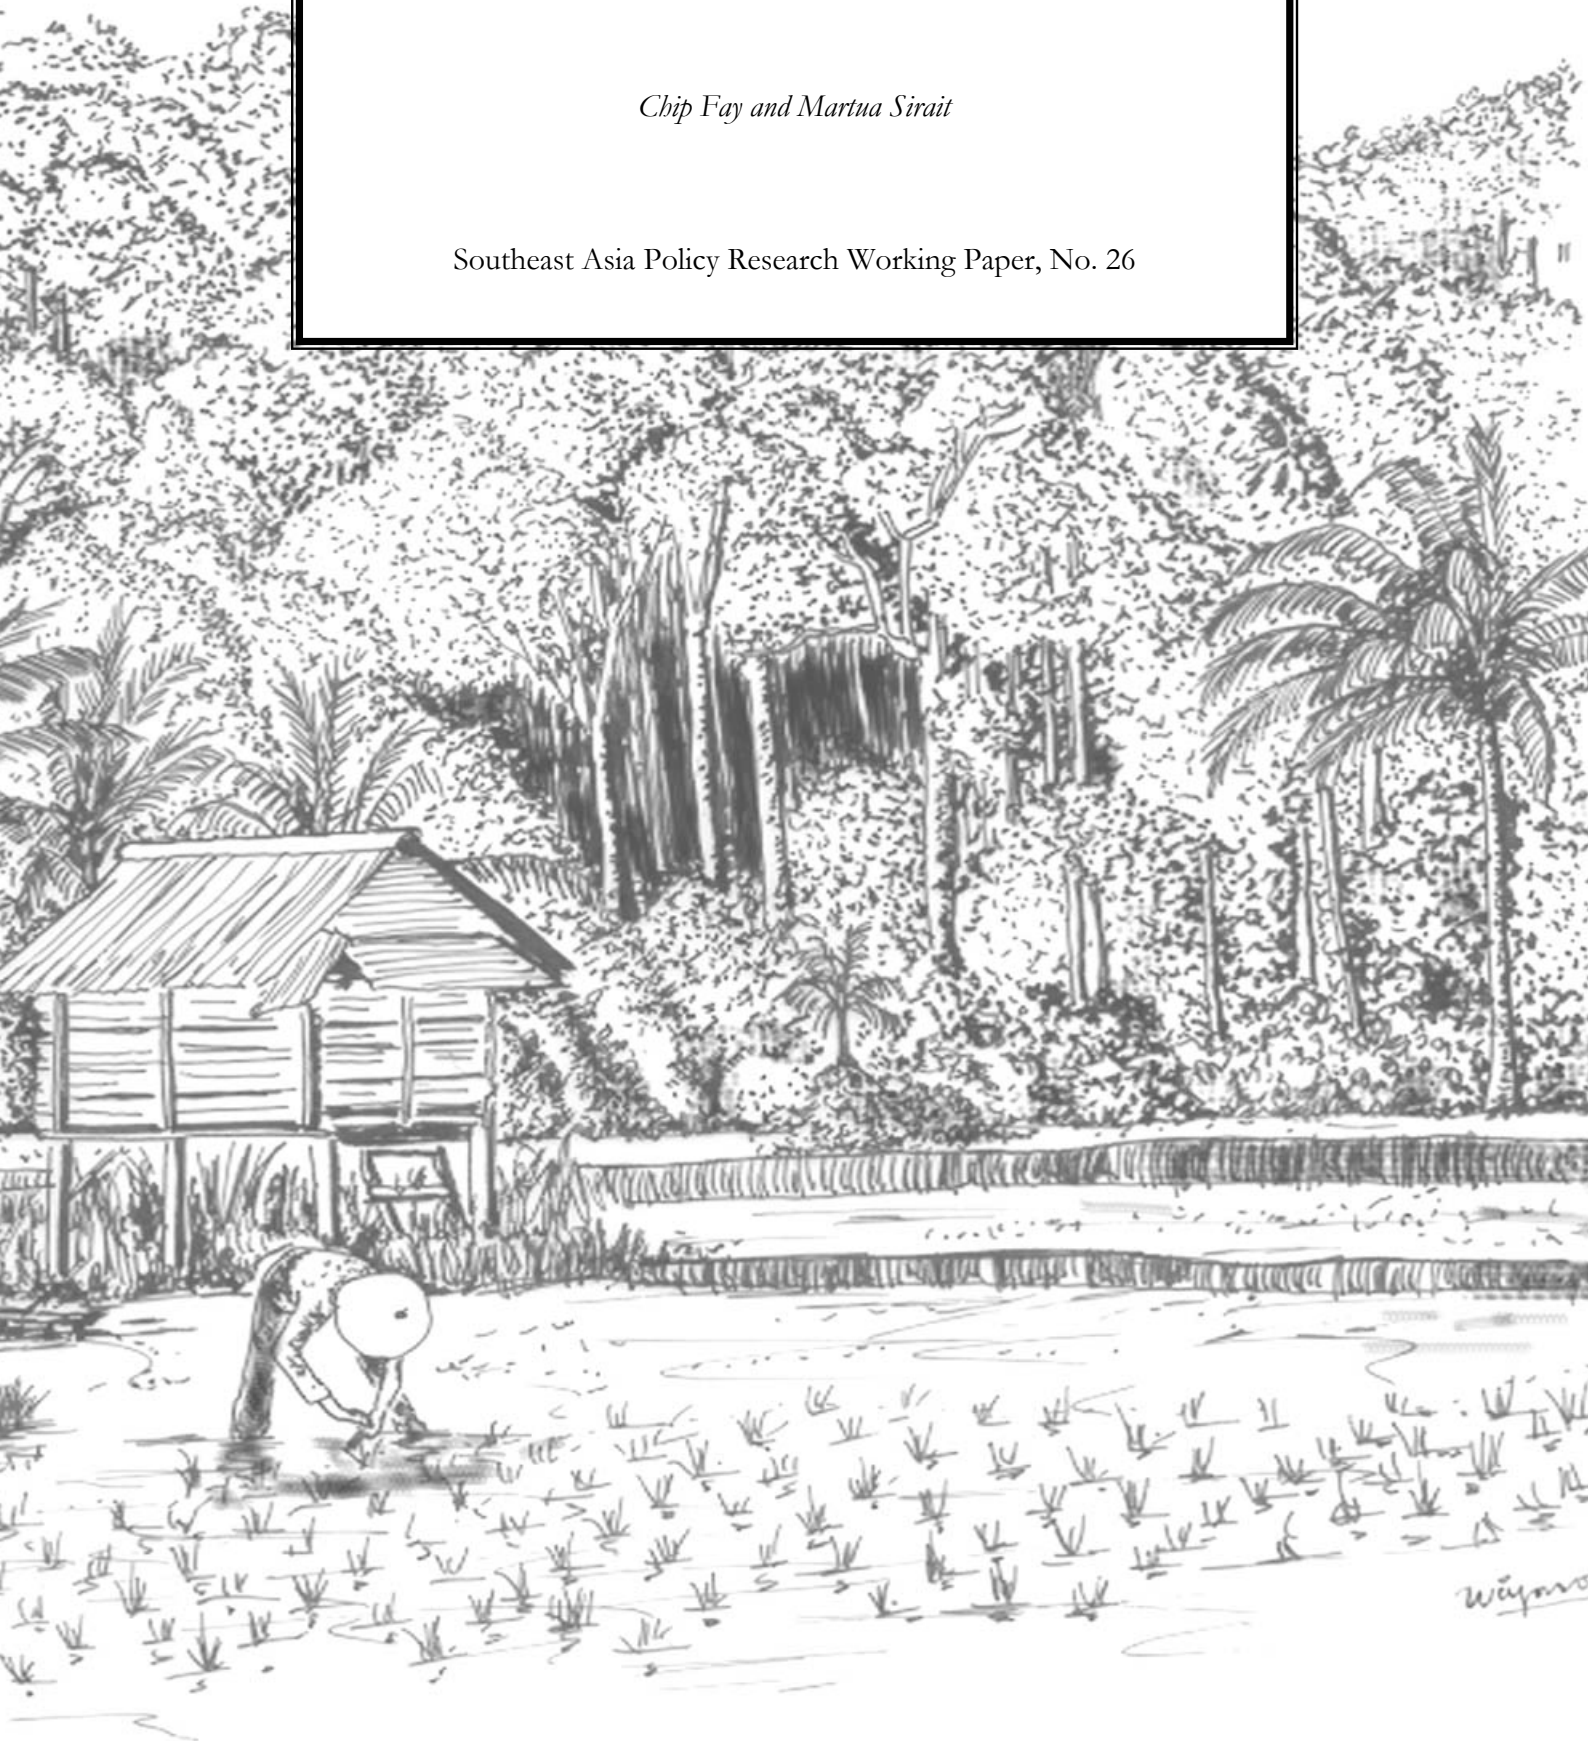 Chip Fay and Martua Sirait
Southeast Asia Policy Research Working Paper, No. 26